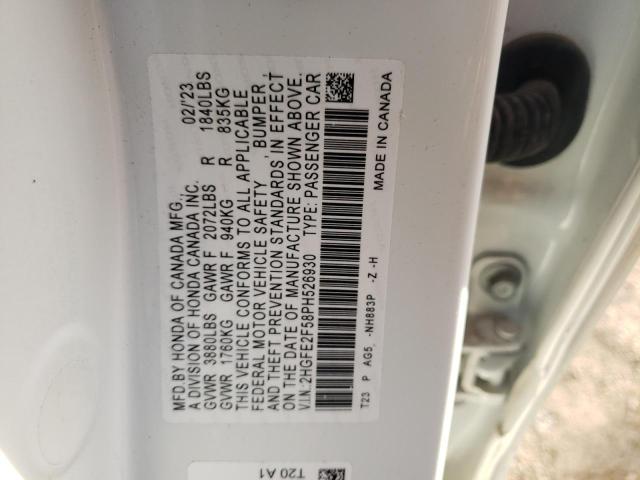 MFD.BY HONDA OF CANADA MFG., 02/'23
A DIVISION OF HONDA CANADA INC.
GVWR 3880LBS GAWR F 2072LBS R 1840LBS
GVWR 1760KG GAWR F 940KG R 835KG
THIS VEHICLE CONFORMS TO ALL APPLICABLE
FEDERAL MOTOR VEHICLE SAFETY BUMPER,
AND THEFT PREVENTION STANDARDS IN EFFECT
ON THE DATE OF MANUFACTURE SHOWN ABOVE.
V.I.N.:2HGFE2F58PH526930 TYPE: PASSENGER CAR
T23 P AG5 -NH883P -Z -H
MADE IN CANADA
T20 A1